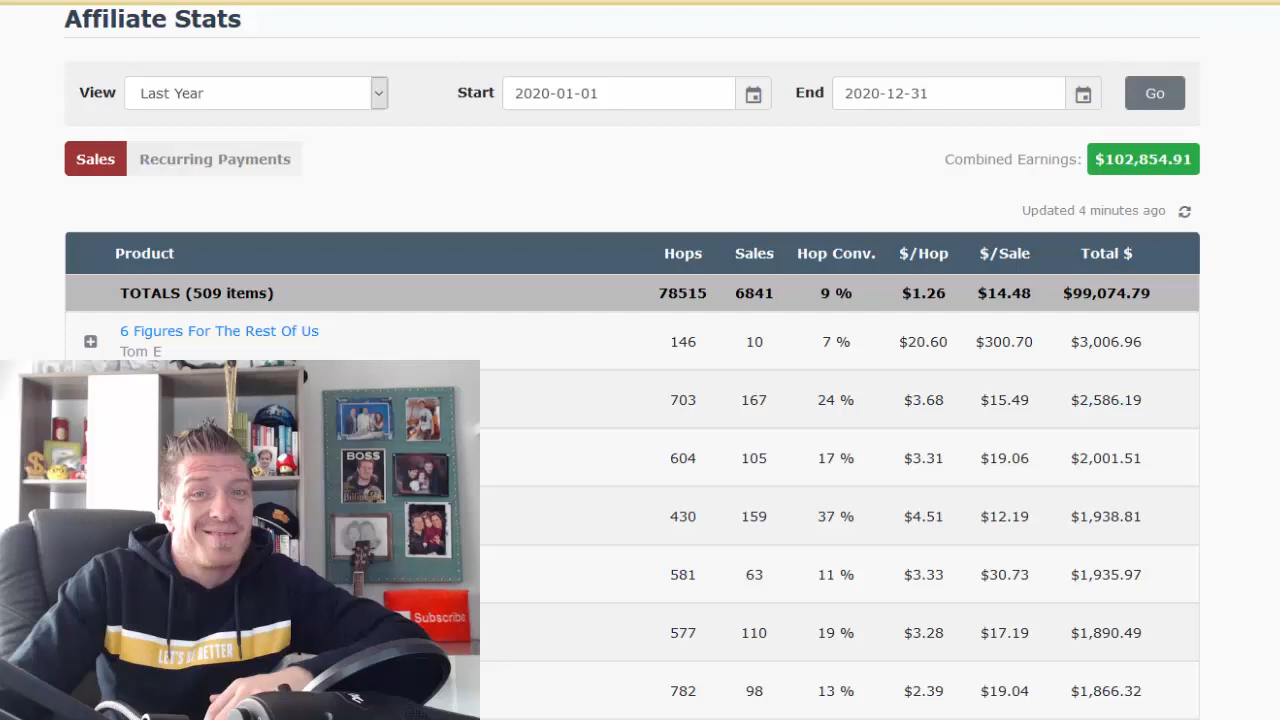 Affiliate Stats
View Last Year Start 2020-01-01 End 2020-12-31 Go
Sales Recurring Payments Combined Earnings: $102,854.91
Updated 4 minutes ago
Product Hops Sales Hop Conv. $/Hop $/Sale Total $
TOTALS (509 items) 78515 6841 9 % $1.26 $14.48 $99,074.79
6 Figures For The Rest Of Us 146 10 7 % $20.60 $300.70 $3,006.96
Tom E
703 167 24 % $3.68 $15.49 $2,586.19
604 105 17 % $3.31 $19.06 $2,001.51
430 159 37 % $4.51 $12.19 $1,938.81
581 63 11 % $3.33 $30.73 $1,935.97
577 110 19 % $3.28 $17.19 $1,890.49
782 98 13 % $2.39 $19.04 $1,866.32
BOSS
Subscribe
LET'S BE BETTER